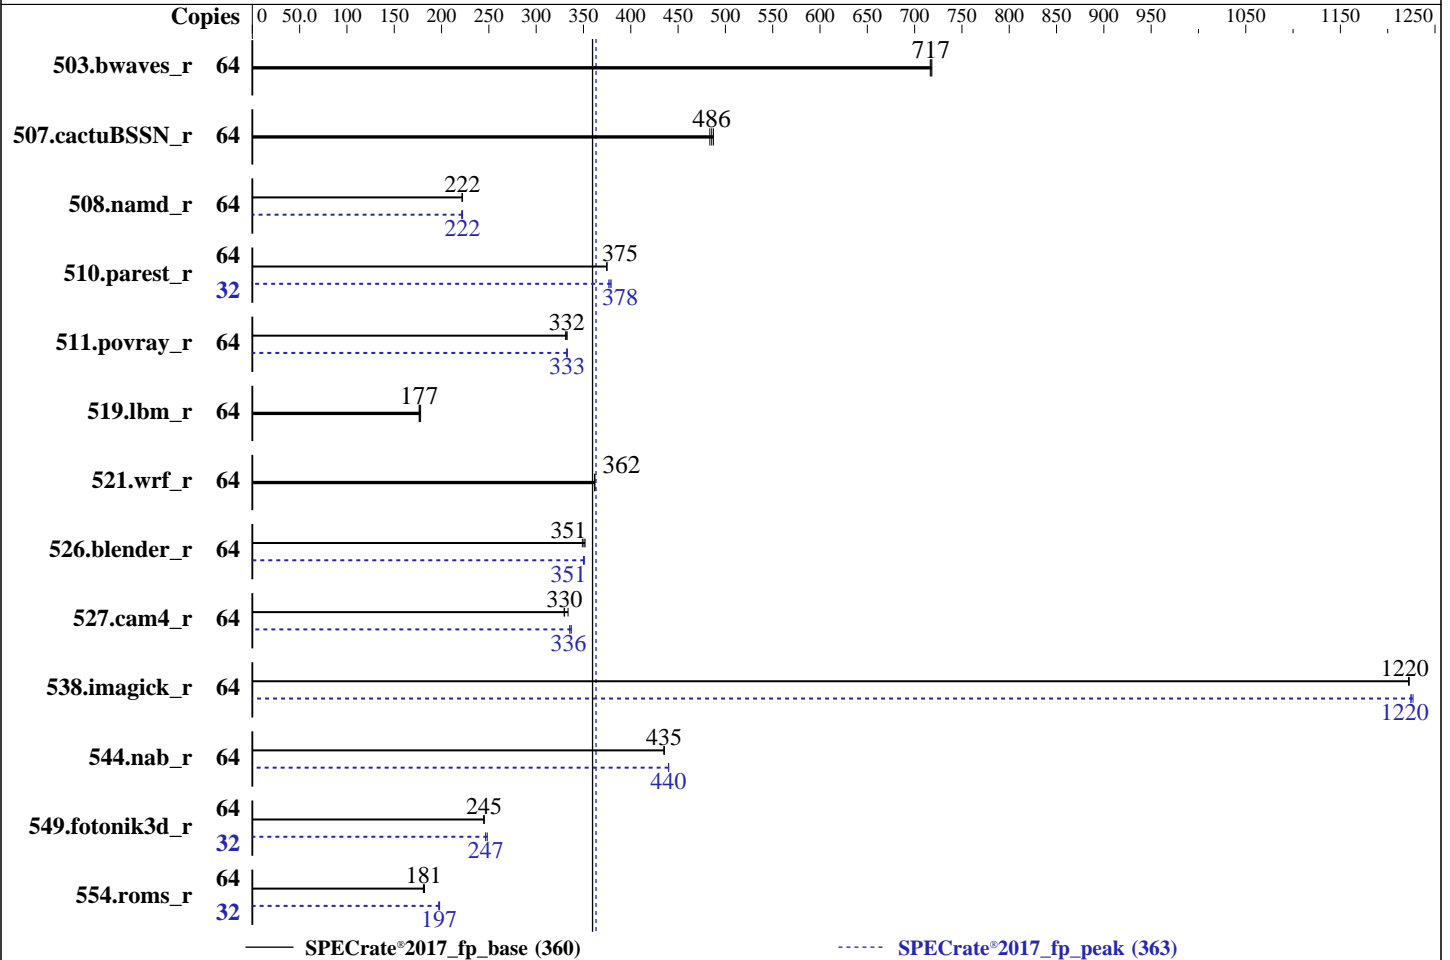 Copies 0 50.0 100 150 200 250 300 350 400 450 500 550 600 650 700 750 800 850 900 950 1050 1150 1250
503.bwaves_r 64 717
507.cactuBSSN_r 64 486
508.namd_r 64 222
222
510.parest_r 64 375
32 378
511.povray_r 64 332
333
519.lbm_r 64 177
521.wrf_r 64 362
526.blender_r 64 351
351
527.cam4_r 64 330
336
538.imagick_r 64 1220
1220
544.nab_r 64 435
440
549.fotonik3d_r 64 245
32 247
554.roms_r 64 181
32 197
SPECrate®2017_fp_base (360) SPECrate®2017_fp_peak (363)